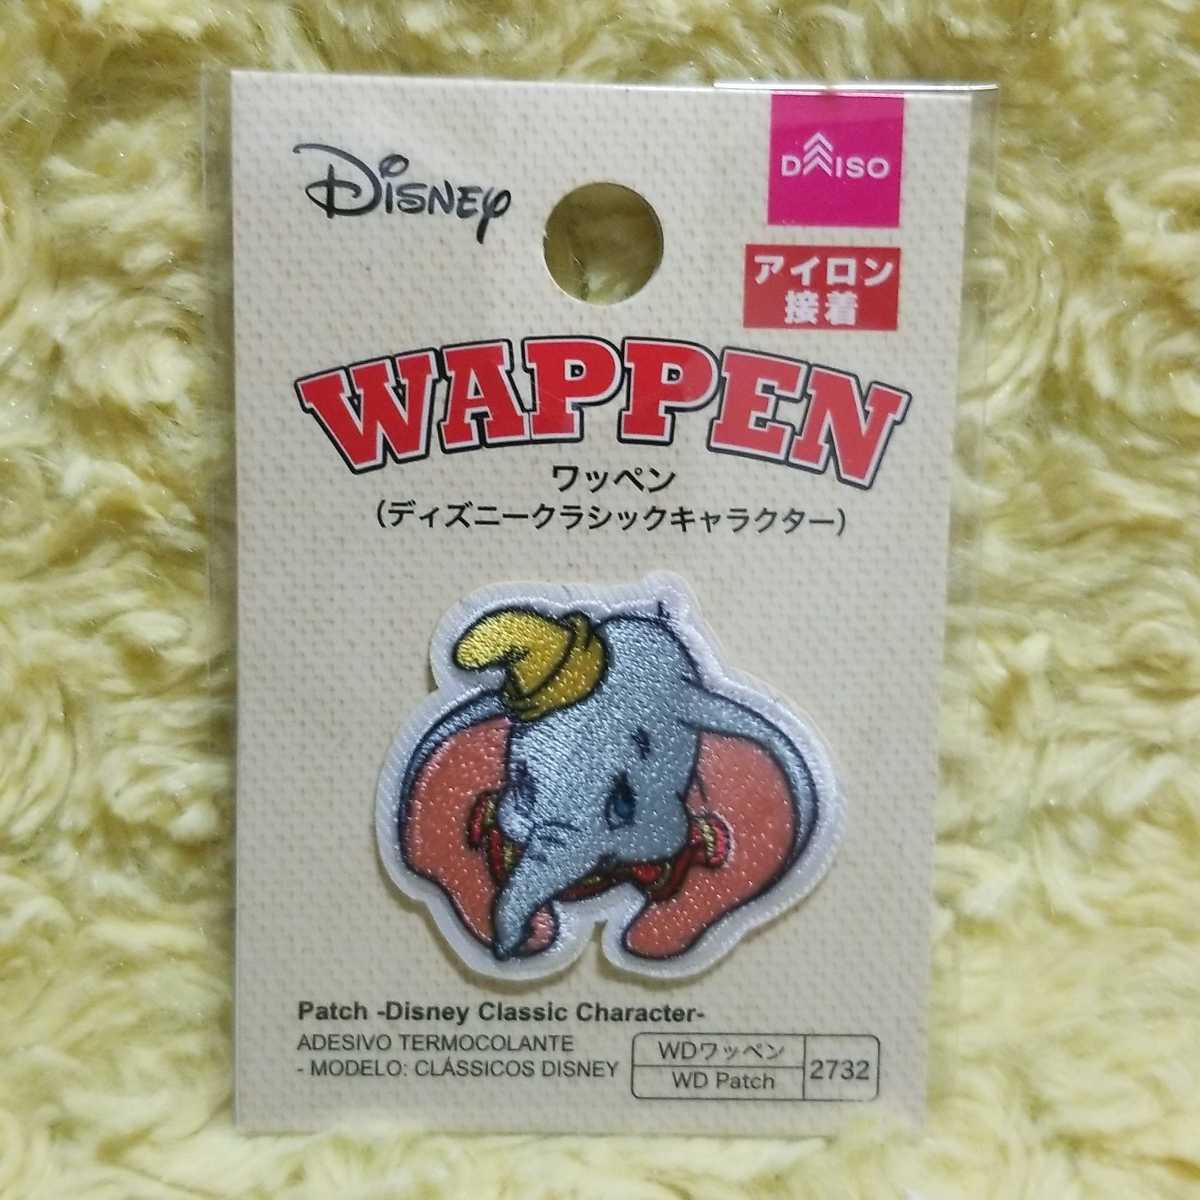 Disney
DAISO
アイロン
接着
WAPPEN
ワッペン
(ディズニークラシックキャラクター)
Patch -Disney Classic Character-
ADESIVO TERMOCOLANTE
- MODELO: CLÁSSICOS DISNEY
WDワッペン
WD Patch
2732